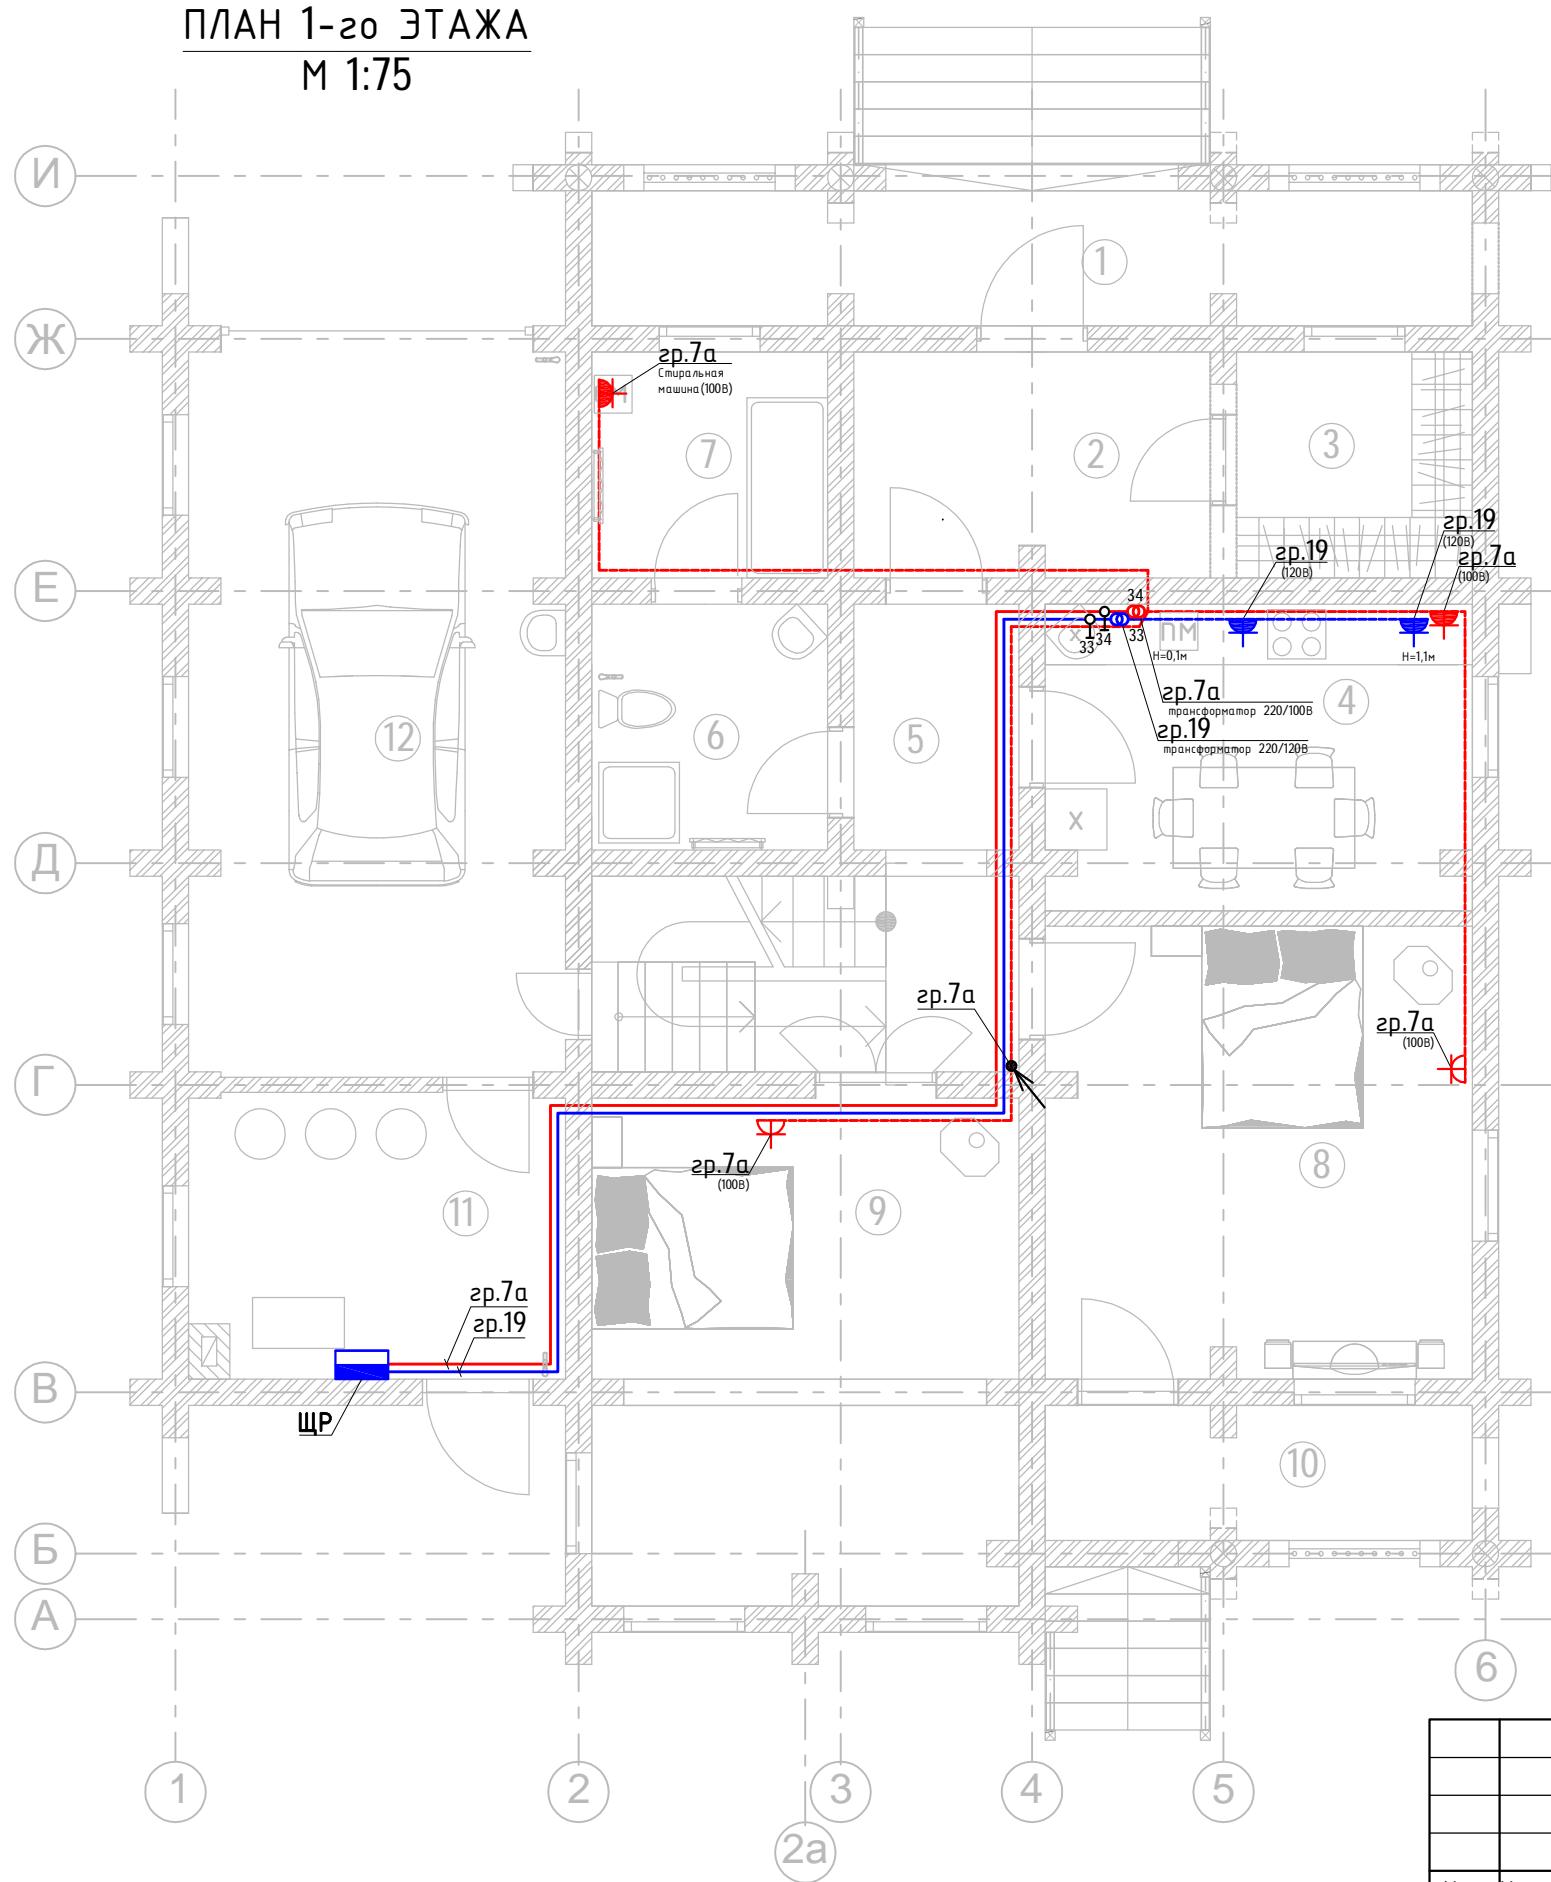 ПЛАН 1-го ЭТАЖА
М 1:75
И
1
Ж
гр.7а
Стиральная
машина(100В)
7
2
3
гр.19
(120В)
гр.7а
(100В)
гр.19
(120В)
Е
34
33
34
33
х
ПМ
Н=0,1м
Н=1,1м
гр.7а
трансформатор 220/100В
гр.19
трансформатор 220/120В
4
12
6
5
х
Д
гр.7а
гр.7а
(100В)
Г
гр.7а
(100В)
8
11
9
гр.7а
гр.19
В
ЩР
10
Б
А
6
1
2
3
4
5
2а